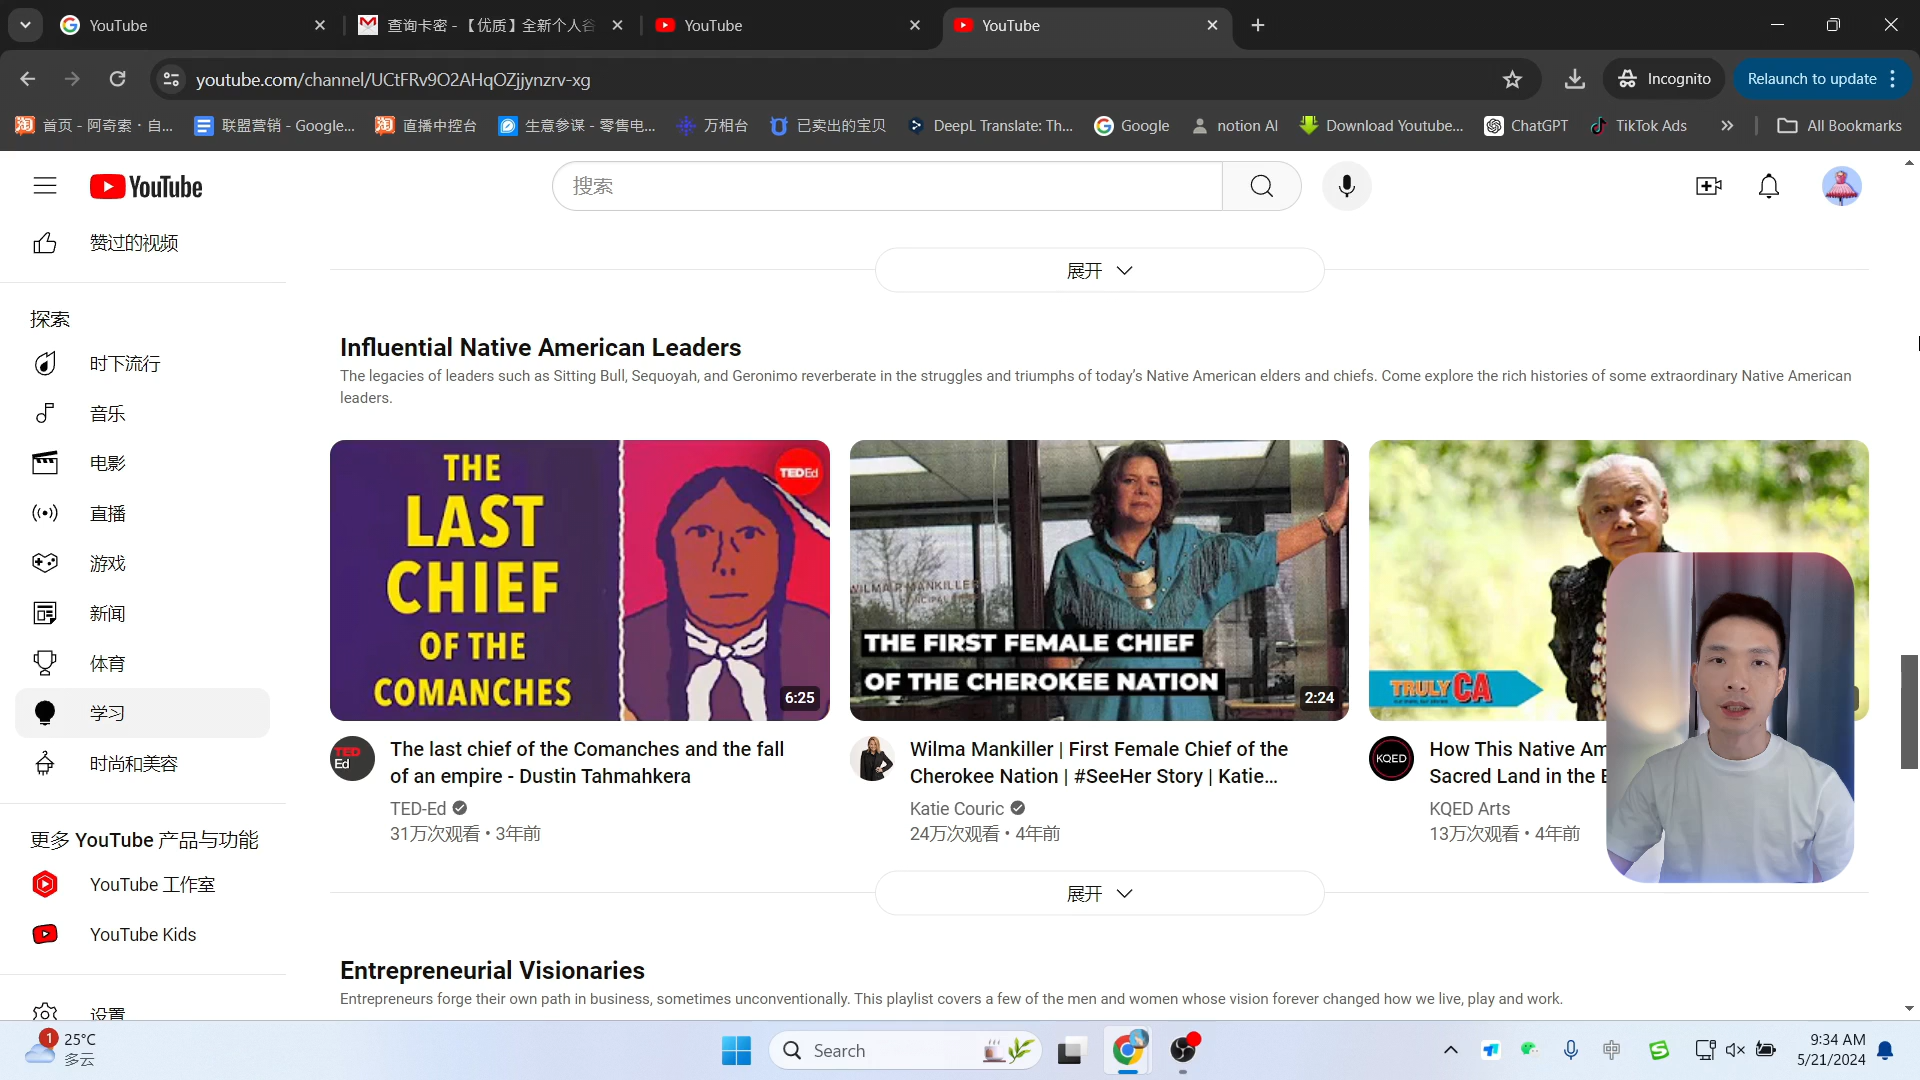 YouTube
查询卡密 - 【优质】全新个人谷
YouTube
YouTube
youtube.com/channel/UCtFRv9O2AHqOZjjynzrv-xg
Incognito
Relaunch to update
首页 - 阿奇索 · 自...
联盟营销 - Google...
直播中控台
生意参谋 - 零售电...
万相台
已卖出的宝贝
DeepL Translate: Th...
Google
notion AI
Download Youtube...
ChatGPT
TikTok Ads
All Bookmarks
YouTube
搜索
赞过的视频
探索
时下流行
音乐
电影
直播
游戏
新闻
体育
学习
时尚和美容
更多 YouTube 产品与功能
YouTube 工作室
YouTube Kids
设置
展开
Influential Native American Leaders
The legacies of leaders such as Sitting Bull, Sequoyah, and Geronimo reverberate in the struggles and triumphs of today's Native American elders and chiefs. Come explore the rich histories of some extraordinary Native American
leaders.
THE
LAST
CHIEF
OF THE
COMANCHES
TEDEd
6:25
WILMA P. MANKILLER
THE FIRST FEMALE CHIEF
OF THE CHEROKEE NATION
2:24
TRULY CA
TED
Ed
The last chief of the Comanches and the fall
of an empire - Dustin Tahmahkera
TED-Ed
31万次观看 · 3年前
Wilma Mankiller | First Female Chief of the
Cherokee Nation | #SeeHer Story | Katie...
Katie Couric
24万次观看 · 4年前
KQED
How This Native Am
Sacred Land in the
KQED Arts
13万次观看 · 4年前
展开
Entrepreneurial Visionaries
Entrepreneurs forge their own path in business, sometimes unconventionally. This playlist covers a few of the men and women whose vision forever changed how we live, play and work.
1
25°C
多云
Search
中
9:34 AM
5/21/2024